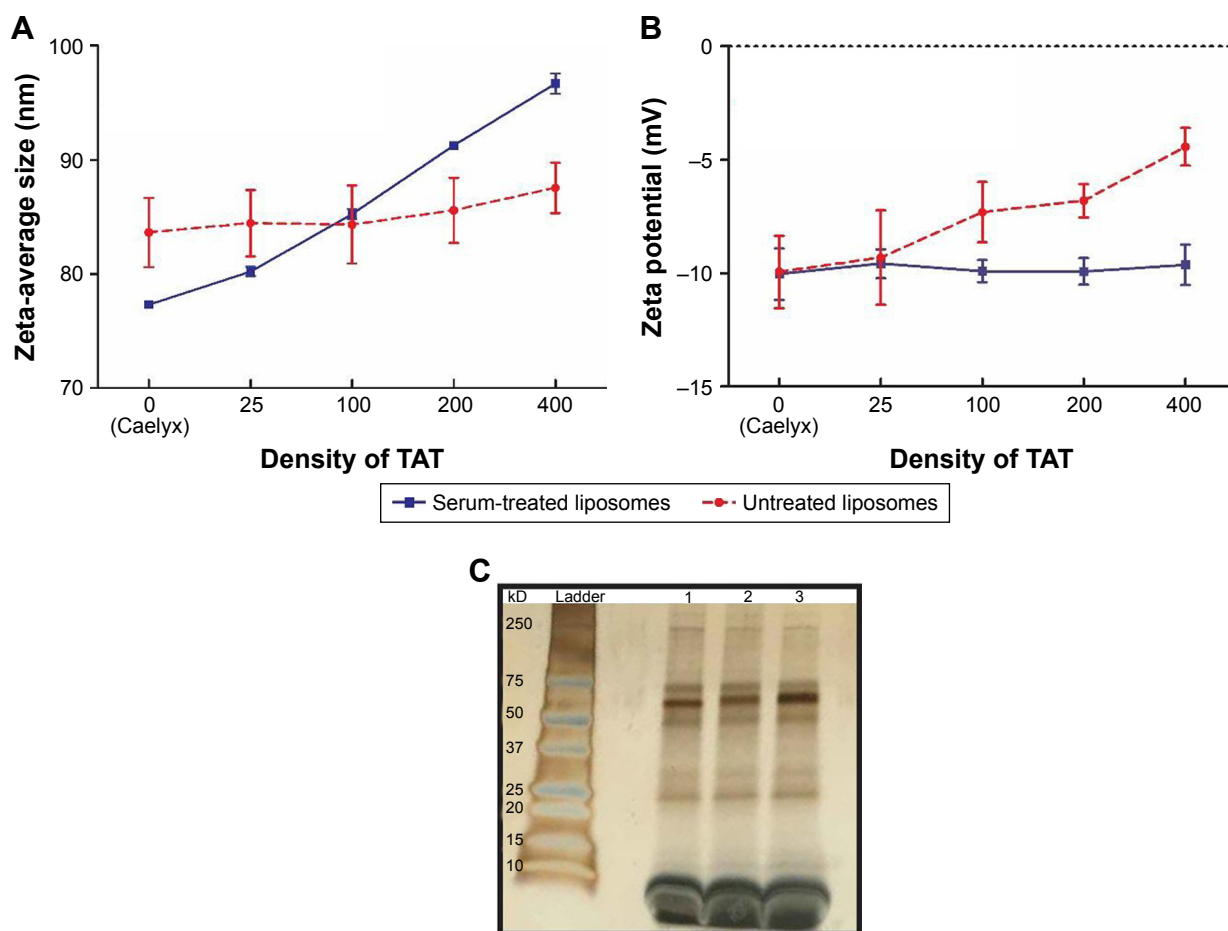 A
Zeta-average size (nm)
100
90
80
70
0
(Caelyx)
25
100
200
400
Density of TAT
B
Zeta potential (mV)
0
–5
–10
–15
0
(Caelyx)
25
100
200
400
Density of TAT
Serum-treated liposomes
Untreated liposomes
C
kD Ladder 1 2 3
250
75
50
37
25
20
15
10